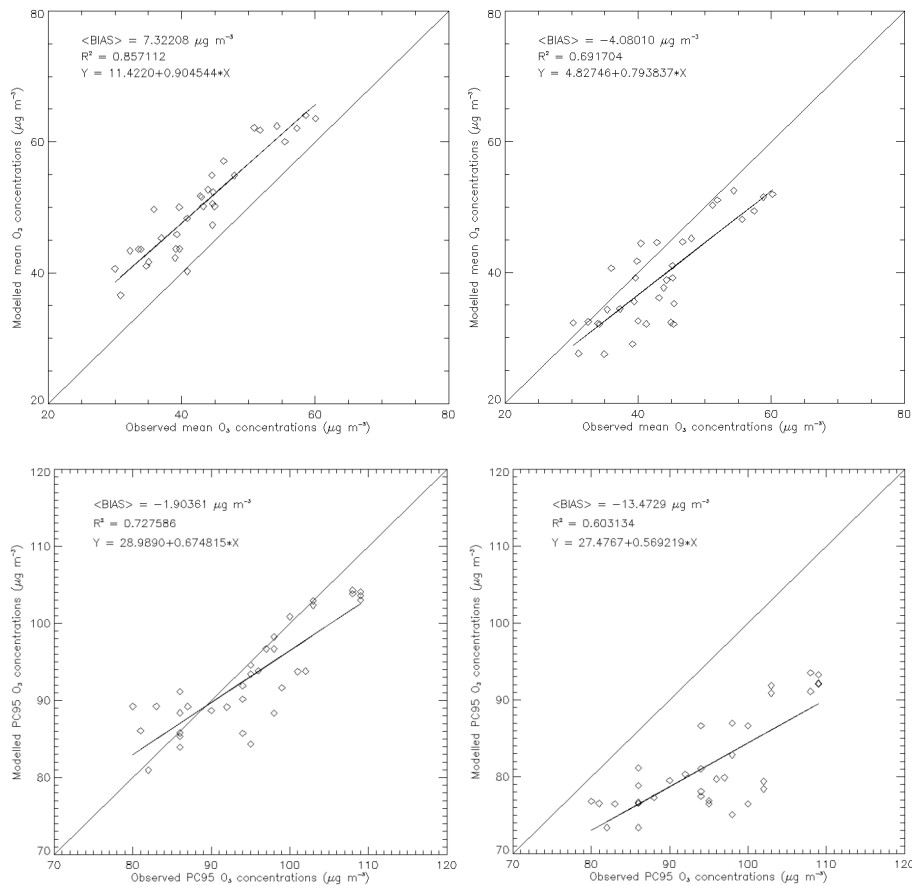 80
<BIAS> = 7.32208 μg m⁻³
R² = 0.857112
Y = 11.4220+0.904544*X
60
40
20
20 40 60 80
Modelled mean O₃ concentrations (μg m⁻³)
Observed mean O₃ concentrations (μg m⁻³)
80
<BIAS> = −4.08010 μg m⁻³
R² = 0.691704
Y = 4.82746+0.793837*X
60
40
20
20 40 60 80
Modelled mean O₃ concentrations (μg m⁻³)
Observed mean O₃ concentrations (μg m⁻³)
120
<BIAS> = −1.90361 μg m⁻³
R² = 0.727586
Y = 28.9890+0.674815*X
110
100
90
80
70
70 80 90 100 110 120
Modelled PC95 O₃ concentrations (μg m⁻³)
Observed PC95 O₃ concentrations (μg m⁻³)
120
<BIAS> = −13.4729 μg m⁻³
R² = 0.603134
Y = 27.4767+0.569219*X
110
100
90
80
70
70 80 90 100 110 120
Modelled PC95 O₃ concentrations (μg m⁻³)
Observed PC95 O₃ concentrations (μg m⁻³)